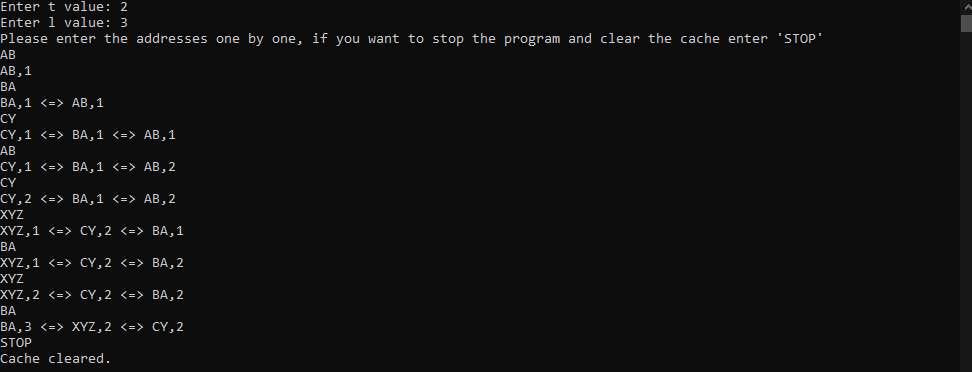 Enter t value: 2
Enter l value: 3
Please enter the addresses one by one, if you want to stop the program and clear the cache enter 'STOP'
AB
AB,1
BA
BA,1 <=> AB,1
CY
CY,1 <=> BA,1 <=> AB,1
AB
CY,1 <=> BA,1 <=> AB,2
CY
CY,2 <=> BA,1 <=> AB,2
XYZ
XYZ,1 <=> CY,2 <=> BA,1
BA
XYZ,1 <=> CY,2 <=> BA,2
XYZ
XYZ,2 <=> CY,2 <=> BA,2
BA
BA,3 <=> XYZ,2 <=> CY,2
STOP
Cache cleared.